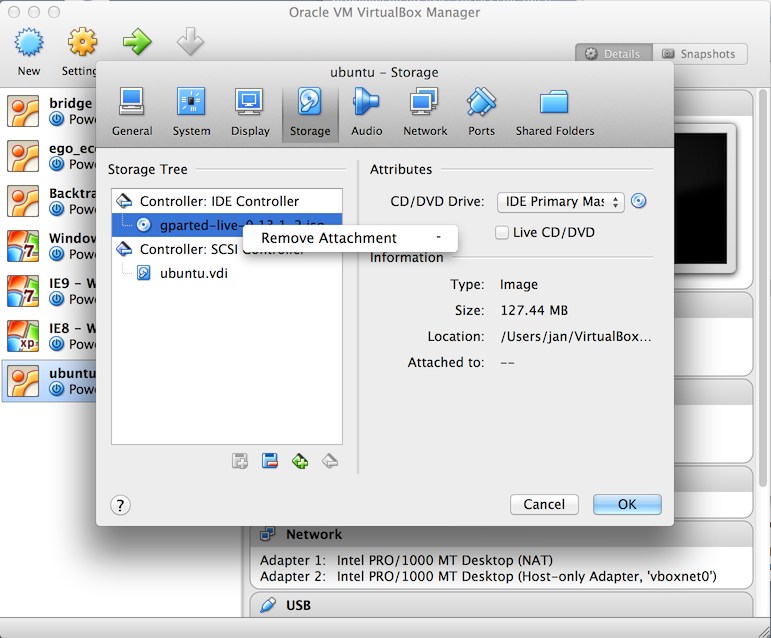 Oracle VM VirtualBox Manager
New
Setting
Details
Snapshots
ubuntu – Storage
General
System
Display
Storage
Audio
Network
Ports
Shared Folders
bridge
Powe
ego_ec
Powe
Backtra
Powe
Window
Powe
IE9 – W
Powe
IE8 – W
Powe
ubuntu
Powe
Storage Tree
Controller: IDE Controller
gparted-live-0.13.1-2.iso
Controller: SCSI Controller
ubuntu.vdi
Remove Attachment -
Attributes
CD/DVD Drive: IDE Primary Mas
Live CD/DVD
Information
Type: Image
Size: 127.44 MB
Location: /Users/jan/VirtualBox...
Attached to: --
?
Cancel
OK
Network
Adapter 1: Intel PRO/1000 MT Desktop (NAT)
Adapter 2: Intel PRO/1000 MT Desktop (Host-only Adapter, 'vboxnet0')
USB